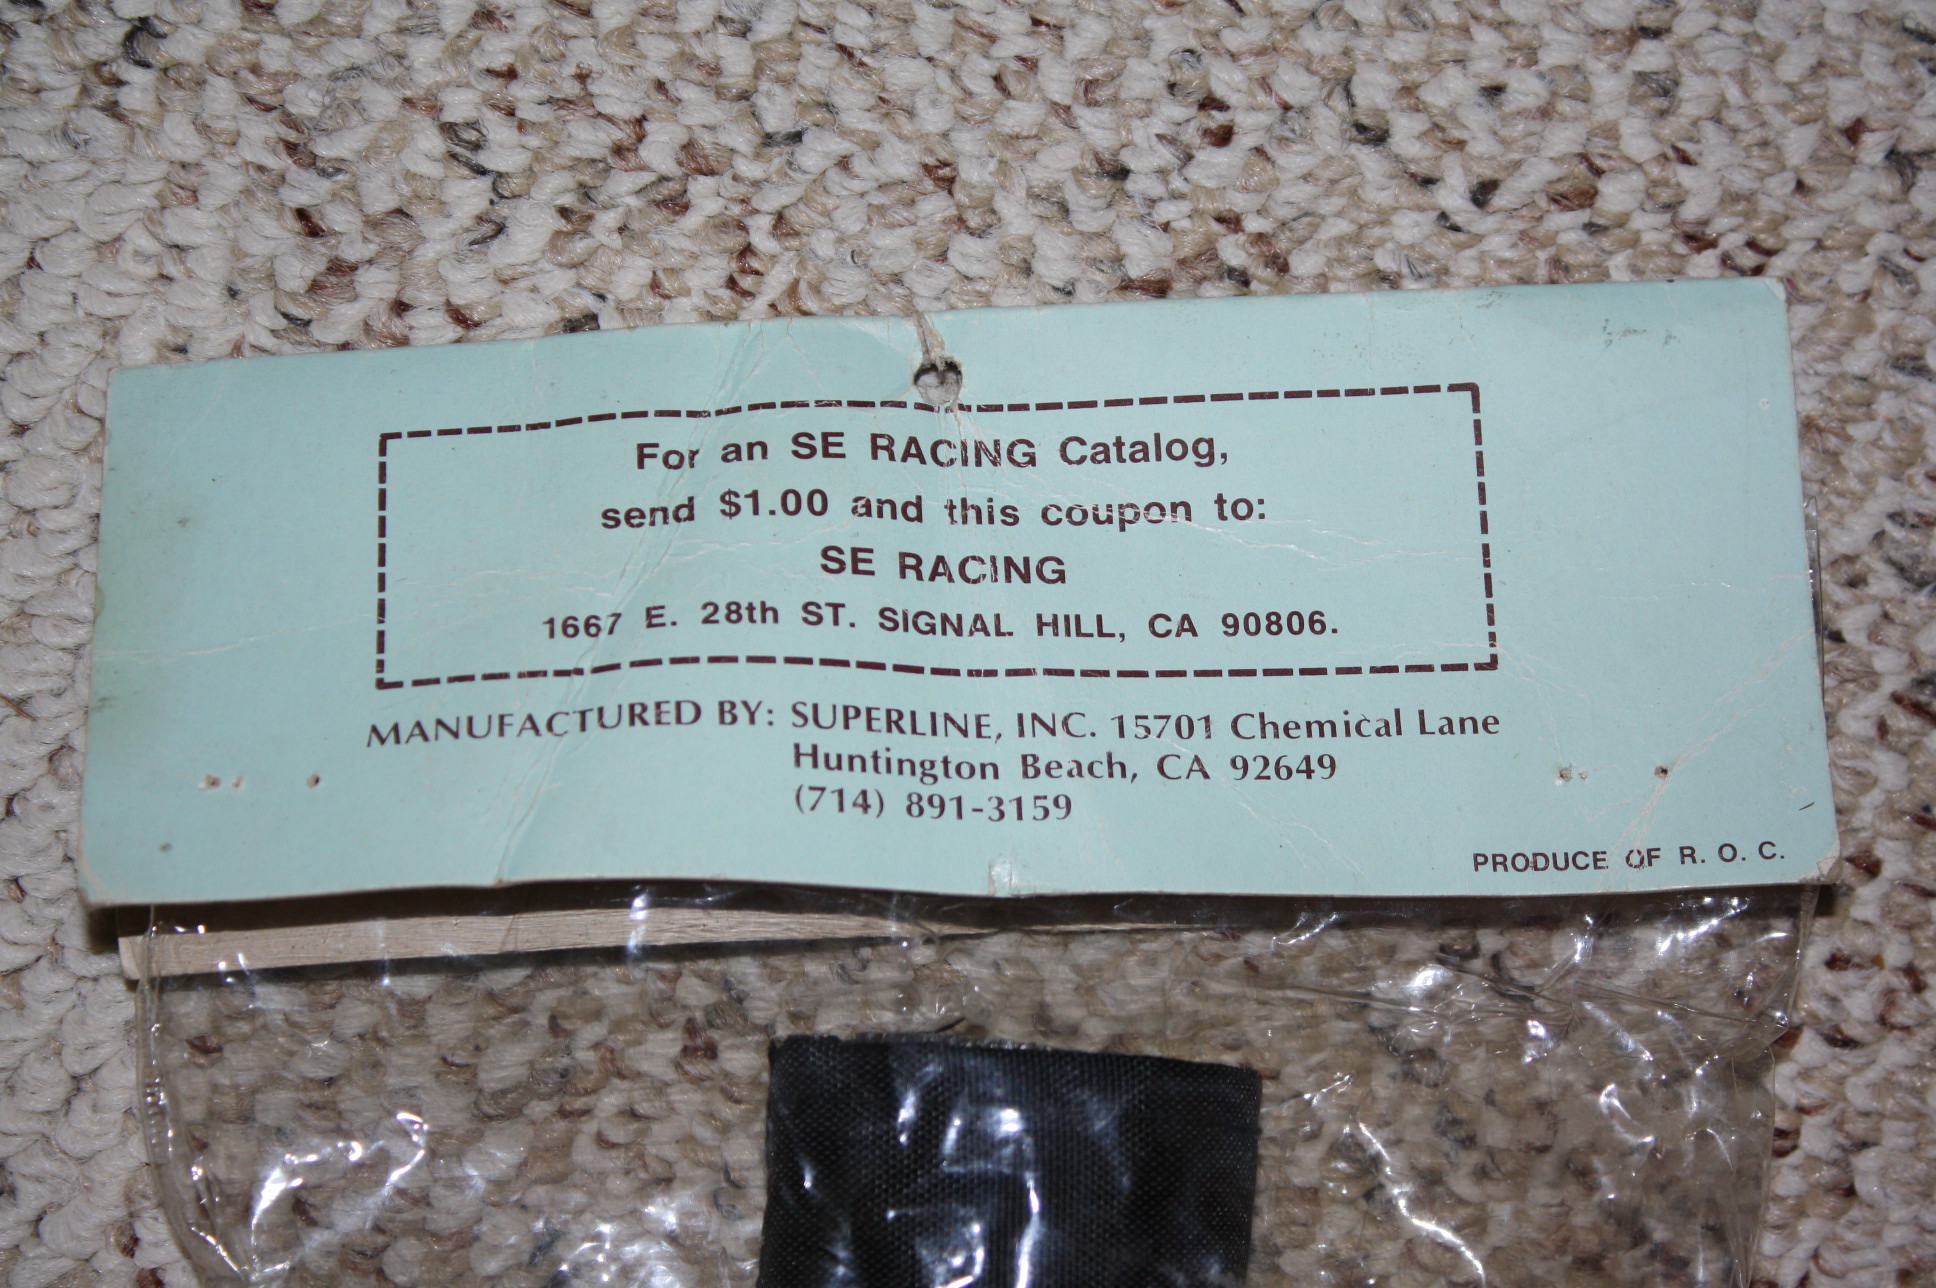 For an SE RACING Catalog,
send $1.00 and this coupon to:
SE RACING
1667 E. 28th ST. SIGNAL HILL, CA 90806.
MANUFACTURED BY: SUPERLINE, INC. 15701 Chemical Lane
Huntington Beach, CA 92649
(714) 891-3159
PRODUCE OF R. O. C.